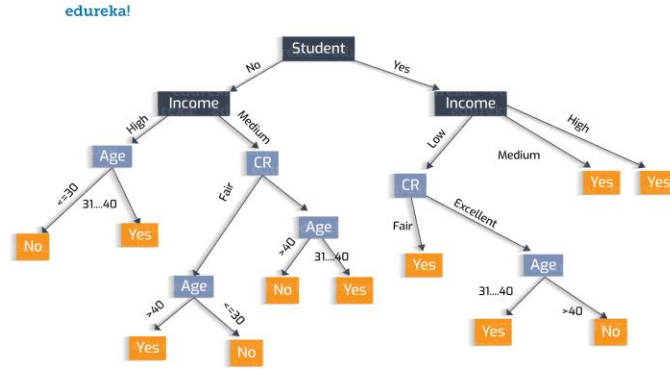 edureka!
Student
No
Yes
Income
Income
High
Medium
Low
Medium
High
Age
CR
CR
Yes
Yes
<=30
31....40
Fair
Fair
Excellent
No
Yes
Age
Yes
Age
>40
31....40
Age
No
Yes
31....40
>40
>40
<=30
Yes
No
Yes
No